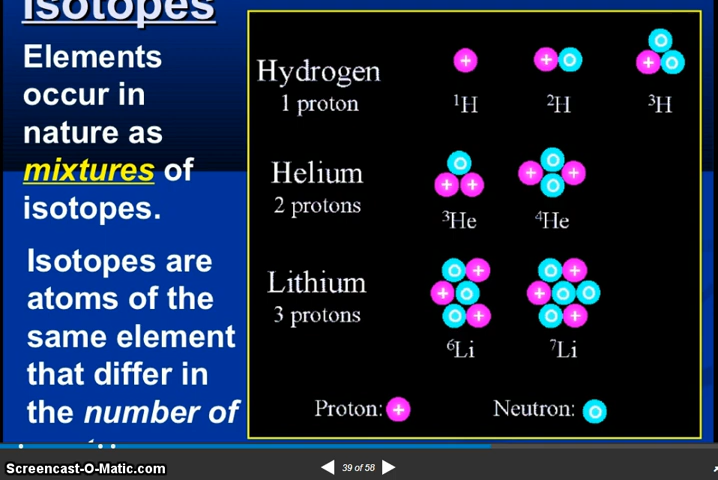 Isotopes
Elements
occur in
nature as
mixtures of
isotopes.
Isotopes are
atoms of the
same element
that differ in
the number of
Hydrogen
1 proton
¹H
²H
³H
Helium
2 protons
³He
⁴He
Lithium
3 protons
⁶Li
⁷Li
Proton: +
Neutron: O
Screencast-O-Matic.com
39 of 58